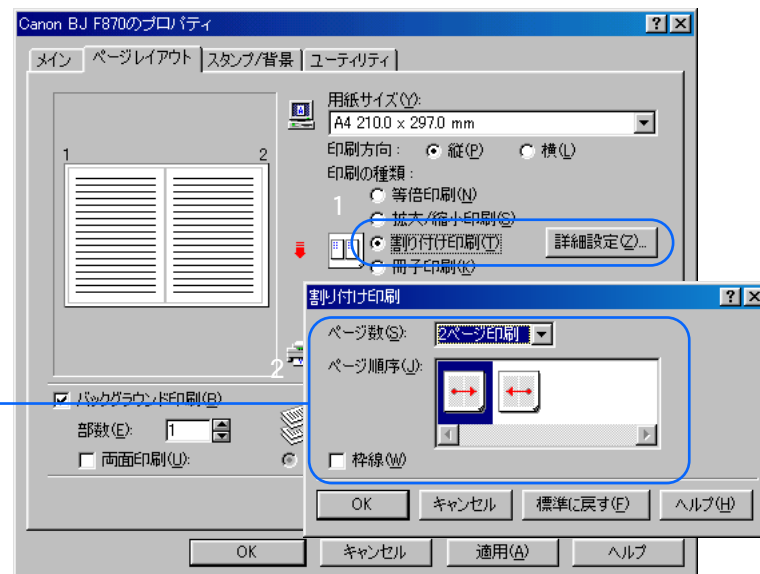 Canon BJ F870のプロパティ
メイン ページレイアウト スタンプ/背景 ユーティリティ
用紙サイズ(Y):
A4 210.0 x 297.0 mm
印刷方向: 縦(P) 横(L)
印刷の種類:
等倍印刷(N)
拡大/縮小印刷(S)
割り付け印刷(T) 詳細設定(Z)...
冊子印刷(K)
1 2
1
2
バックグラウンド印刷(B)
部数(E): 1
両面印刷(U):
割り付け印刷
ページ数(S): 2ページ印刷
ページ順序(J):
枠線(W)
OK キャンセル 標準に戻す(F) ヘルプ(H)
OK キャンセル 適用(A) ヘルプ